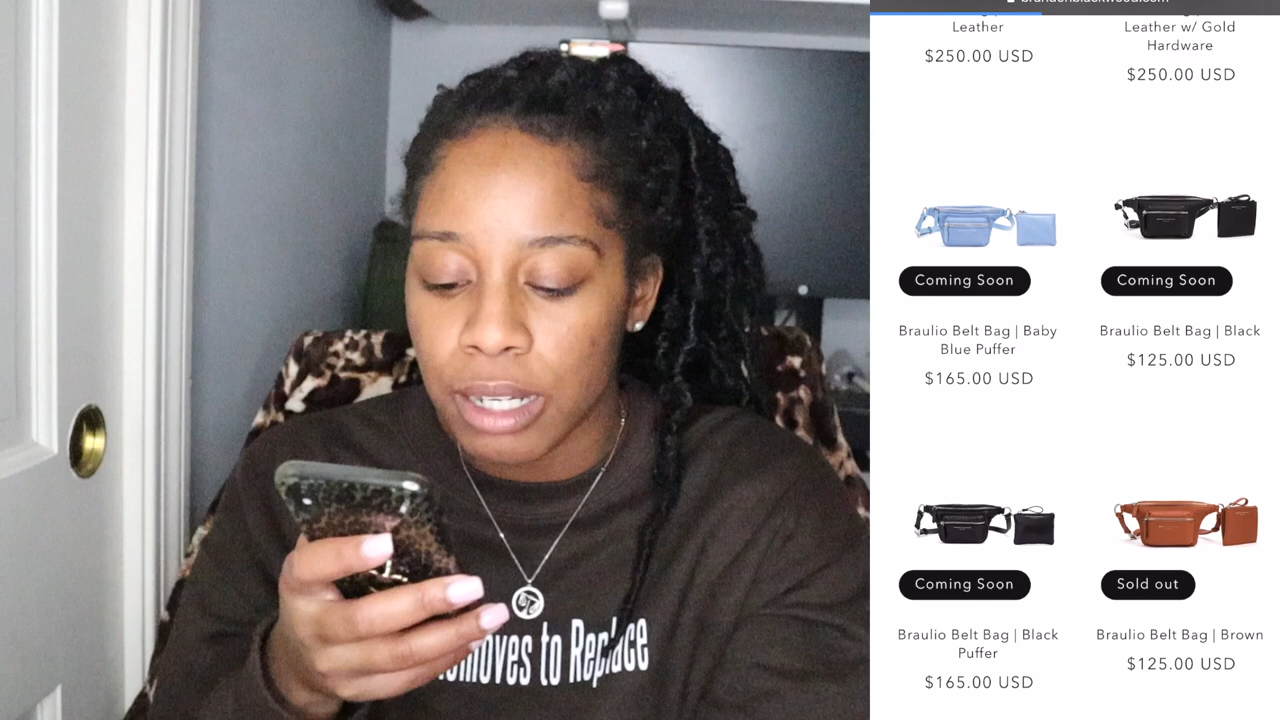 Leather
$250.00 USD
Leather w/ Gold
Hardware
$250.00 USD
Coming Soon
Braulio Belt Bag | Baby
Blue Puffer
$165.00 USD
Coming Soon
Braulio Belt Bag | Black
$125.00 USD
Coming Soon
Braulio Belt Bag | Black
Puffer
$165.00 USD
Sold out
Braulio Belt Bag | Brown
$125.00 USD
to Replace